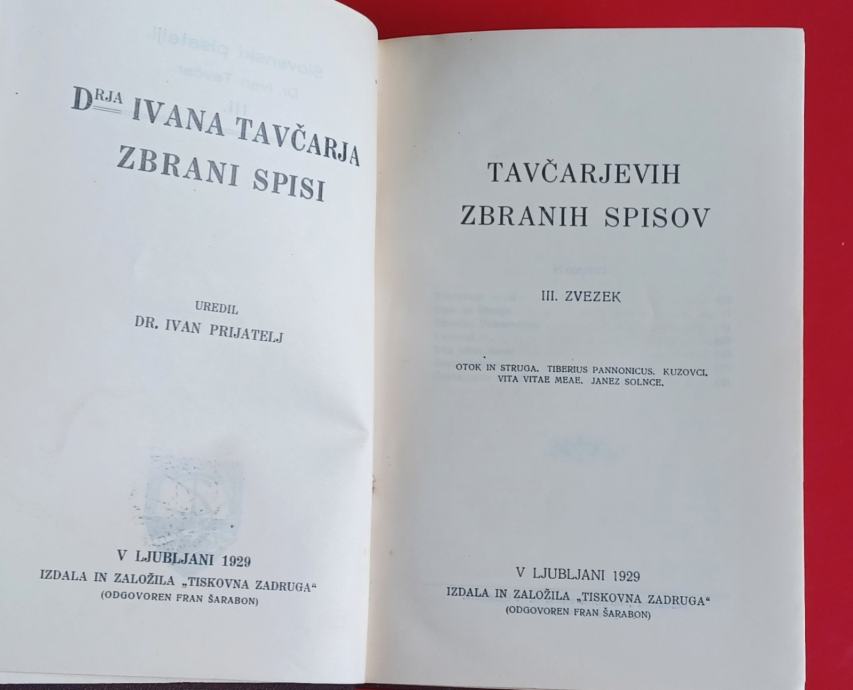 DRJA IVANA TAVČARJA
ZBRANI SPISI
UREDIL
DR. IVAN PRIJATELJ
V LJUBLJANI 1929
IZDALA IN ZALOŽILA „TISKOVNA ZADRUGA“
(ODGOVOREN FRAN ŠARABON)
TAVČARJEVIH
ZBRANIH SPISOV
III. ZVEZEK
OTOK IN STRUGA. TIBERIUS PANNONICUS. KUZOVCI.
VITA VITAE MEAE. JANEZ SOLNCE.
V LJUBLJANI 1929
IZDALA IN ZALOŽILA „TISKOVNA ZADRUGA“
(ODGOVOREN FRAN ŠARABON)